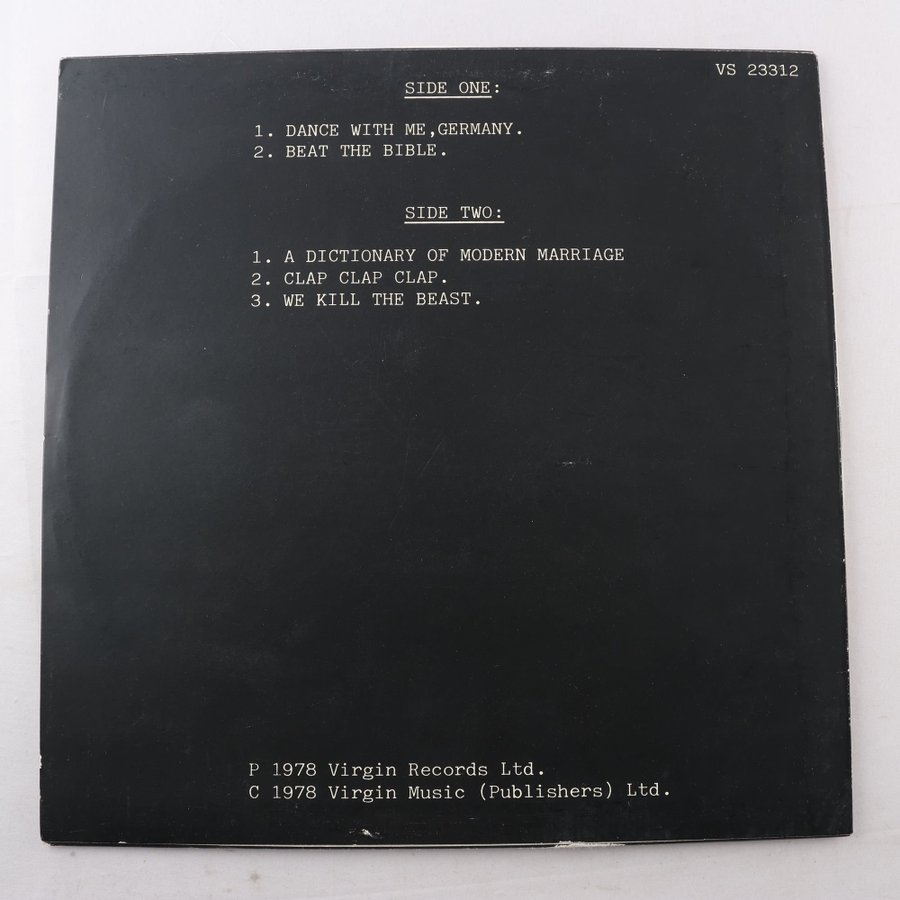 VS 23312
SIDE ONE:
1. DANCE WITH ME,GERMANY.
2. BEAT THE BIBLE.
SIDE TWO:
1. A DICTIONARY OF MODERN MARRIAGE
2. CLAP CLAP CLAP.
3. WE KILL THE BEAST.
P 1978 Virgin Records Ltd.
C 1978 Virgin Music (Publishers) Ltd.